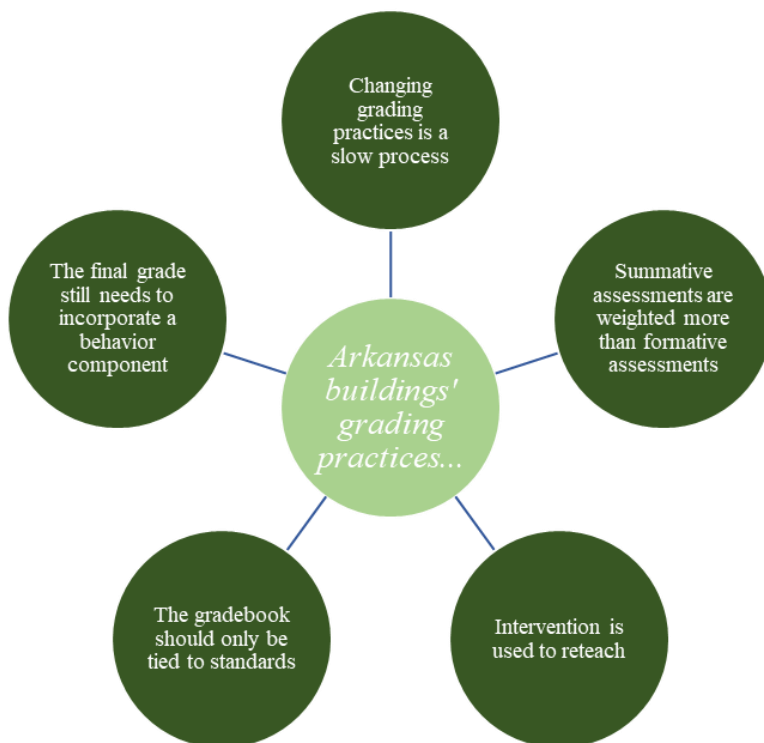 Changing
grading
practices is a
slow process
The final grade
still needs to
incorporate a
behavior
component
Summative
assessments are
weighted more
than formative
assessments
Arkansas
buildings'
grading
practices...
The gradebook
should only be
tied to standards
Intervention is
used to reteach